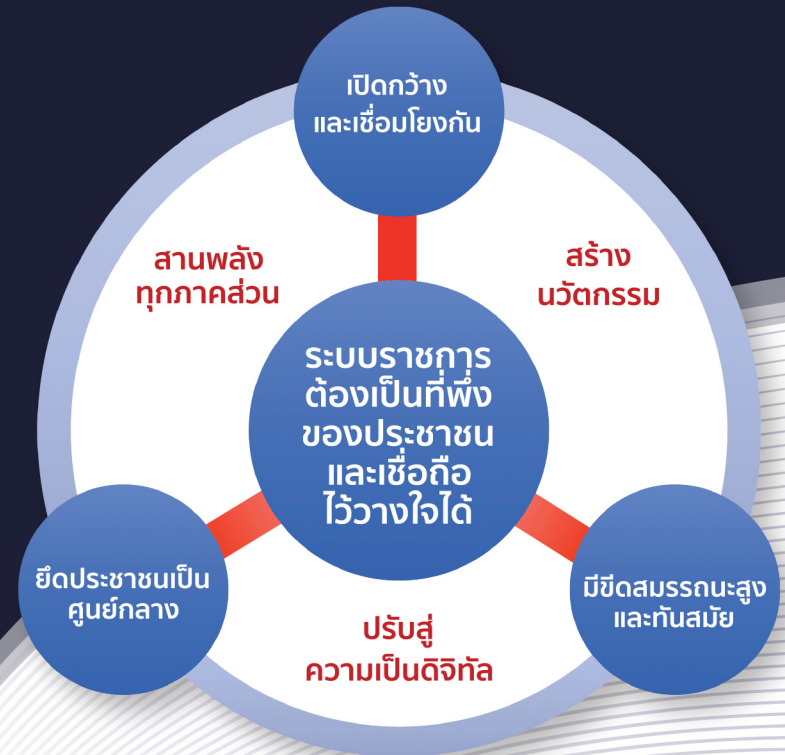 เปิดกว้าง
และเชื่อมโยงกัน
สานพลัง
ทุกภาคส่วน
สร้าง
นวัตกรรม
ระบบราชการ
ต้องเป็นที่พึ่ง
ของประชาชน
และเชื่อถือ
ไว้วางใจได้
ยึดประชาชนเป็น
ศูนย์กลาง
มีขีดสมรรถนะสูง
และทันสมัย
ปรับสู่
ความเป็นดิจิทัล